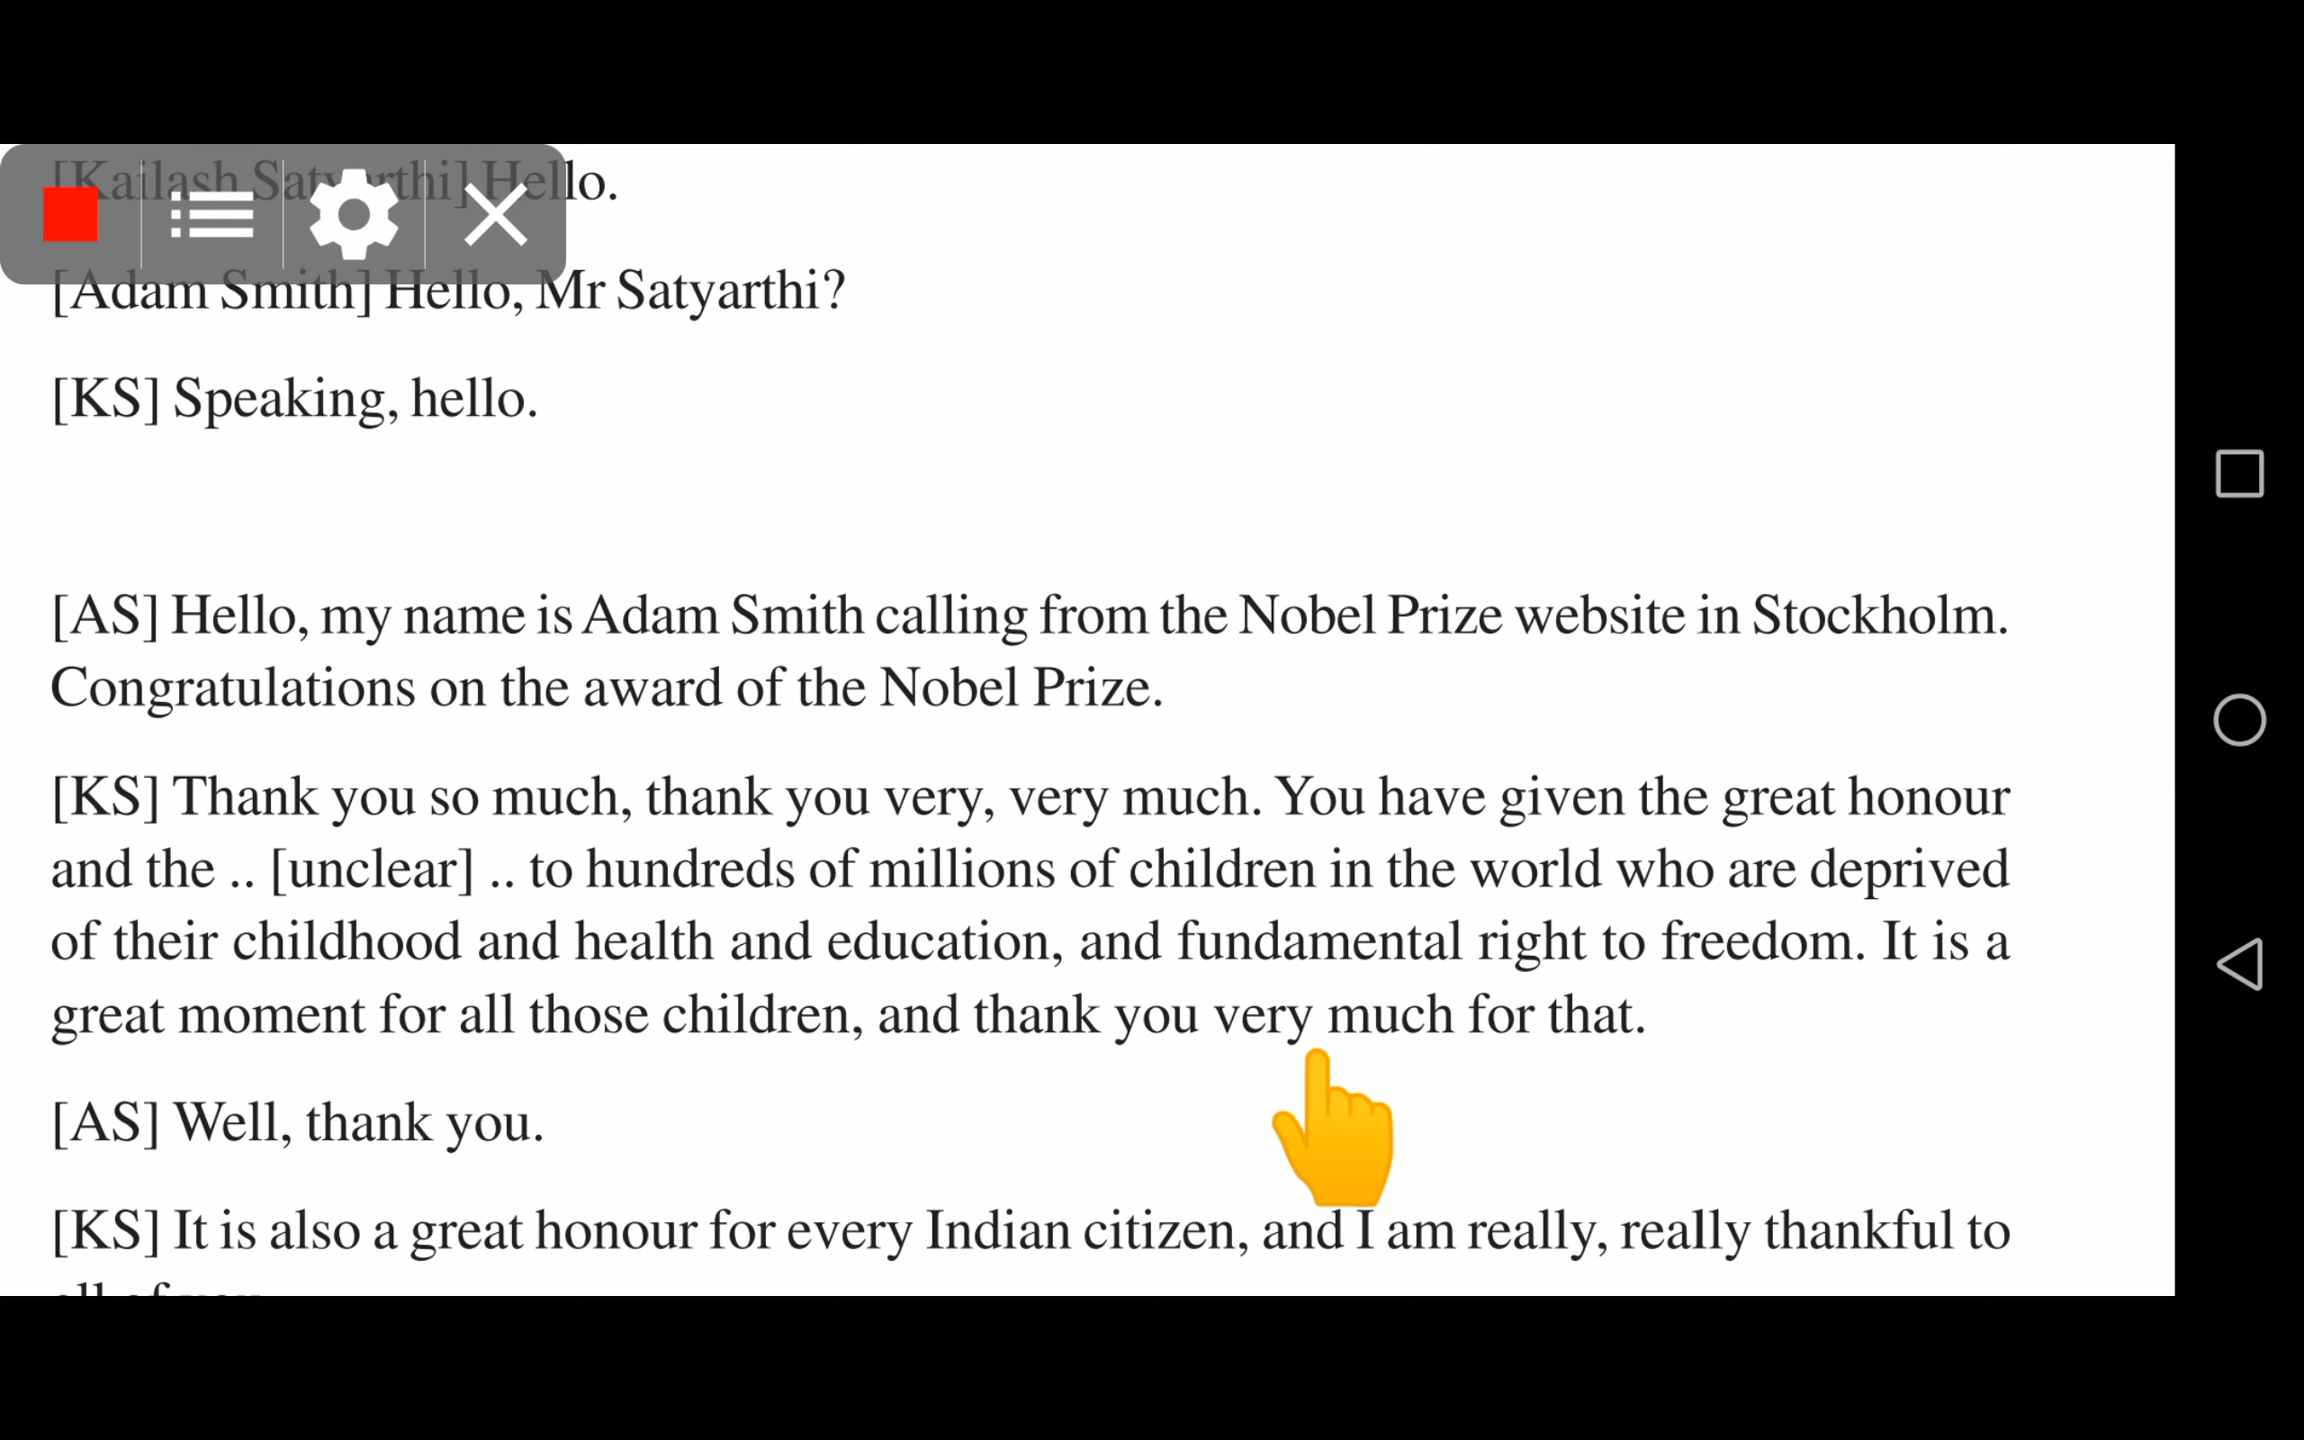 [Kailash Satyarthi] Hello.
[Adam Smith] Hello, Mr Satyarthi?
[KS] Speaking, hello.
[AS] Hello, my name is Adam Smith calling from the Nobel Prize website in Stockholm.
Congratulations on the award of the Nobel Prize.
[KS] Thank you so much, thank you very, very much. You have given the great honour
and the .. [unclear] .. to hundreds of millions of children in the world who are deprived
of their childhood and health and education, and fundamental right to freedom. It is a
great moment for all those children, and thank you very much for that.
[AS] Well, thank you.
[KS] It is also a great honour for every Indian citizen, and I am really, really thankful to
all of you